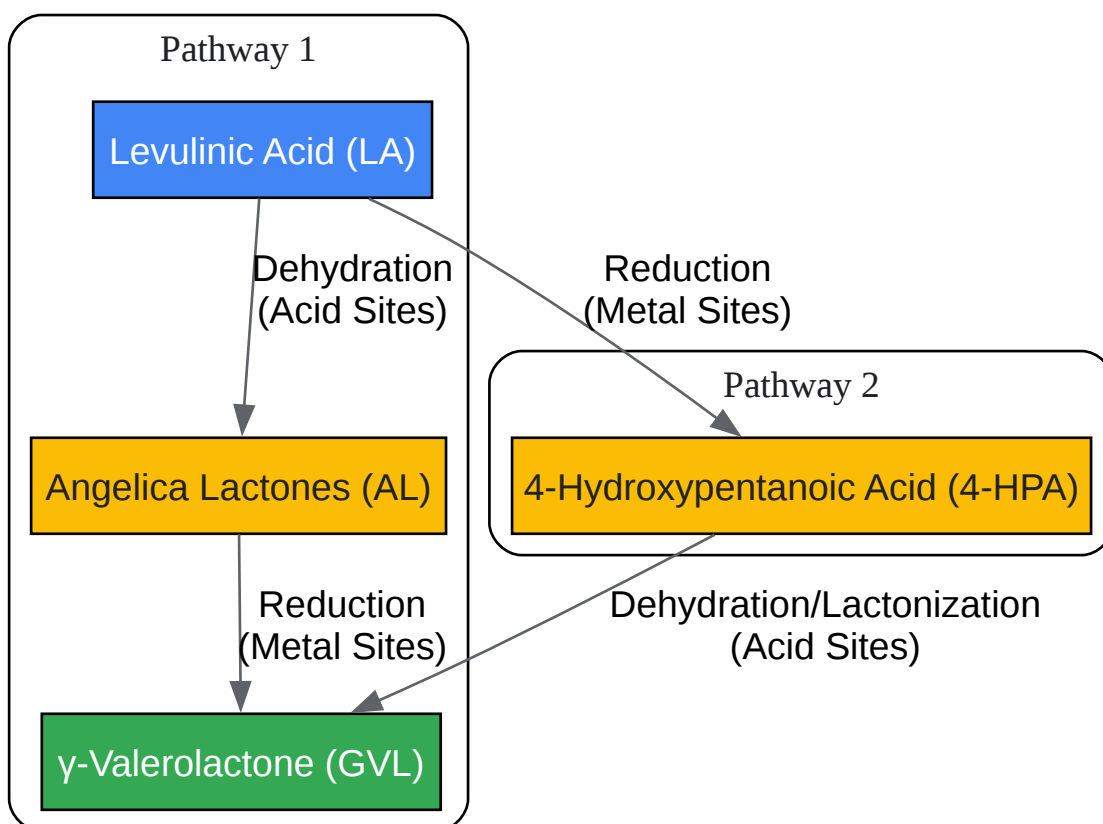 Pathway 1
Levulinic Acid (LA)
Dehydration
(Acid Sites)
Reduction
(Metal Sites)
Pathway 2
Angelica Lactones (AL)
4-Hydroxypentanoic Acid (4-HPA)
Reduction
(Metal Sites)
Dehydration/Lactonization
(Acid Sites)
γ-Valerolactone (GVL)